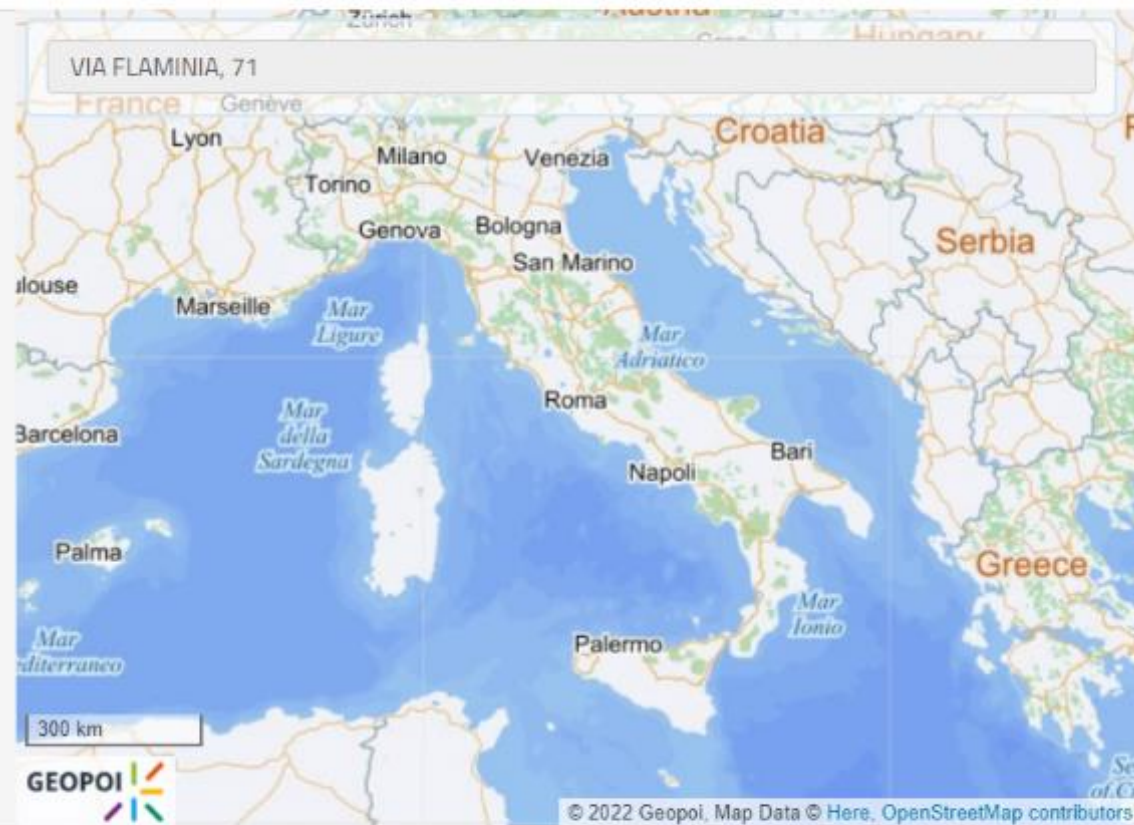 Zürich
Austria
Hungary
VIA FLAMINIA, 71
France
Genève
Lyon
Croatia
Milano
Venezia
Torino
Genova
Bologna
Serbia
San Marino
Marseille
Mar
Ligure
Mar
Adriatico
Roma
Mar
della
Sardegna
Barcelona
Bari
Napoli
Palma
Greece
Mar
Ionio
Palermo
Mar
300 km
GEOPOI
© 2022 Geopoi, Map Data © Here, OpenStreetMap contributors